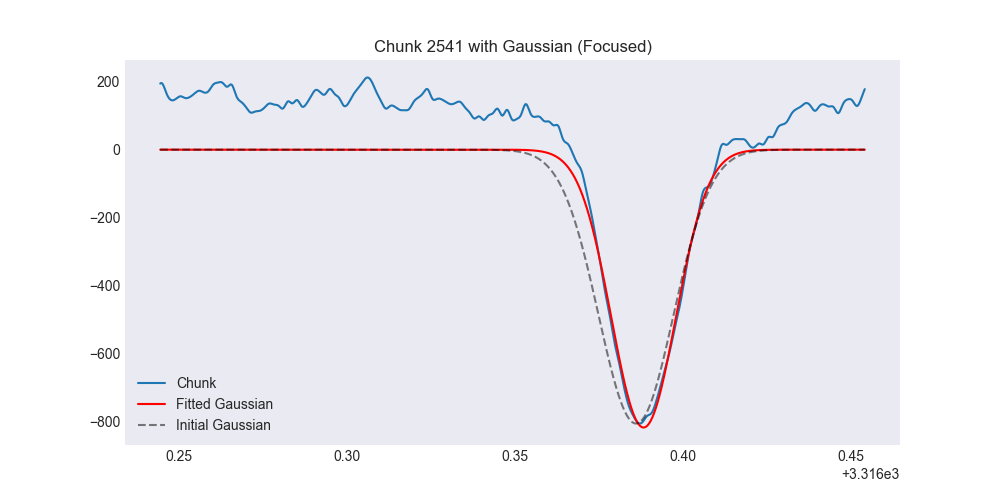 Chunk 2541 with Gaussian (Focused)
200
0
−200
−400
−600
−800
Chunk
Fitted Gaussian
Initial Gaussian
0.25 0.30 0.35 0.40 0.45
+3.316e3